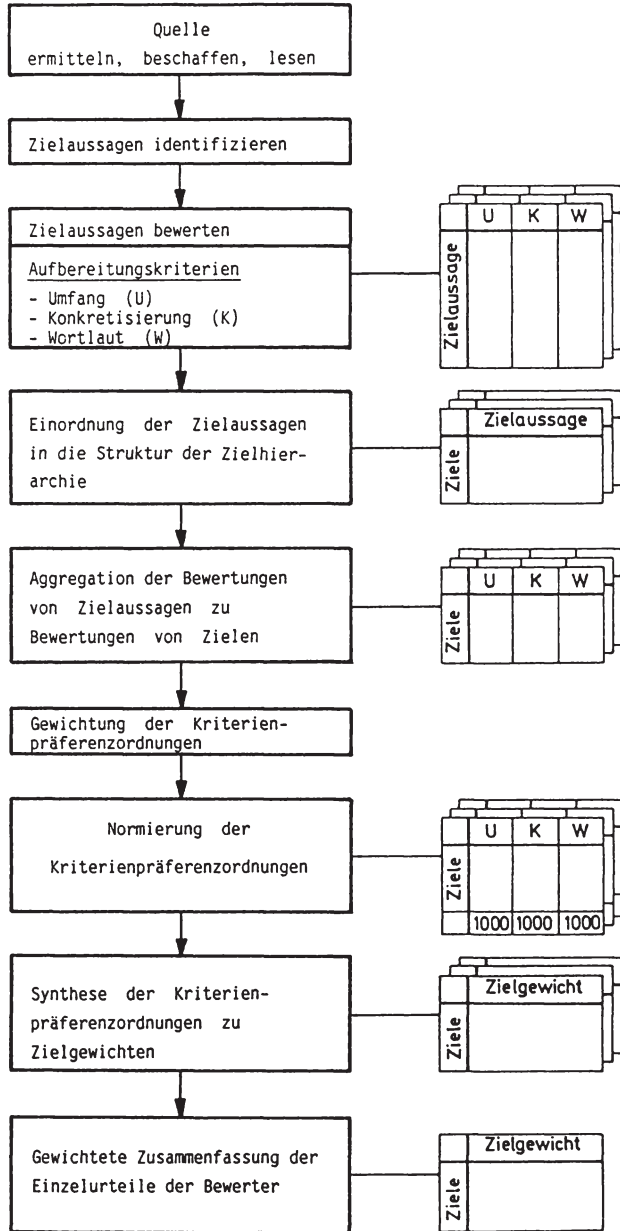 Quelle
ermitteln, beschaffen, lesen
Zielaussagen identifizieren
Zielaussagen bewerten
Aufbereitungskriterien
- Umfang (U)
- Konkretisierung (K)
- Wortlaut (W)
U K W
Zielaussage
Einordnung der Zielaussagen
in die Struktur der Zielhier-
archie
Zielaussage
Ziele
Aggregation der Bewertungen
von Zielaussagen zu
Bewertungen von Zielen
U K W
Ziele
Gewichtung der Kriterien-
präferenzordnungen
Normierung der
Kriterienpräferenzordnungen
U K W
Ziele
1000 1000 1000
Synthese der Kriterien-
präferenzordnungen zu
Zielgewichten
Zielgewicht
Ziele
Gewichtete Zusammenfassung der
Einzelurteile der Bewerter
Zielgewicht
Ziele